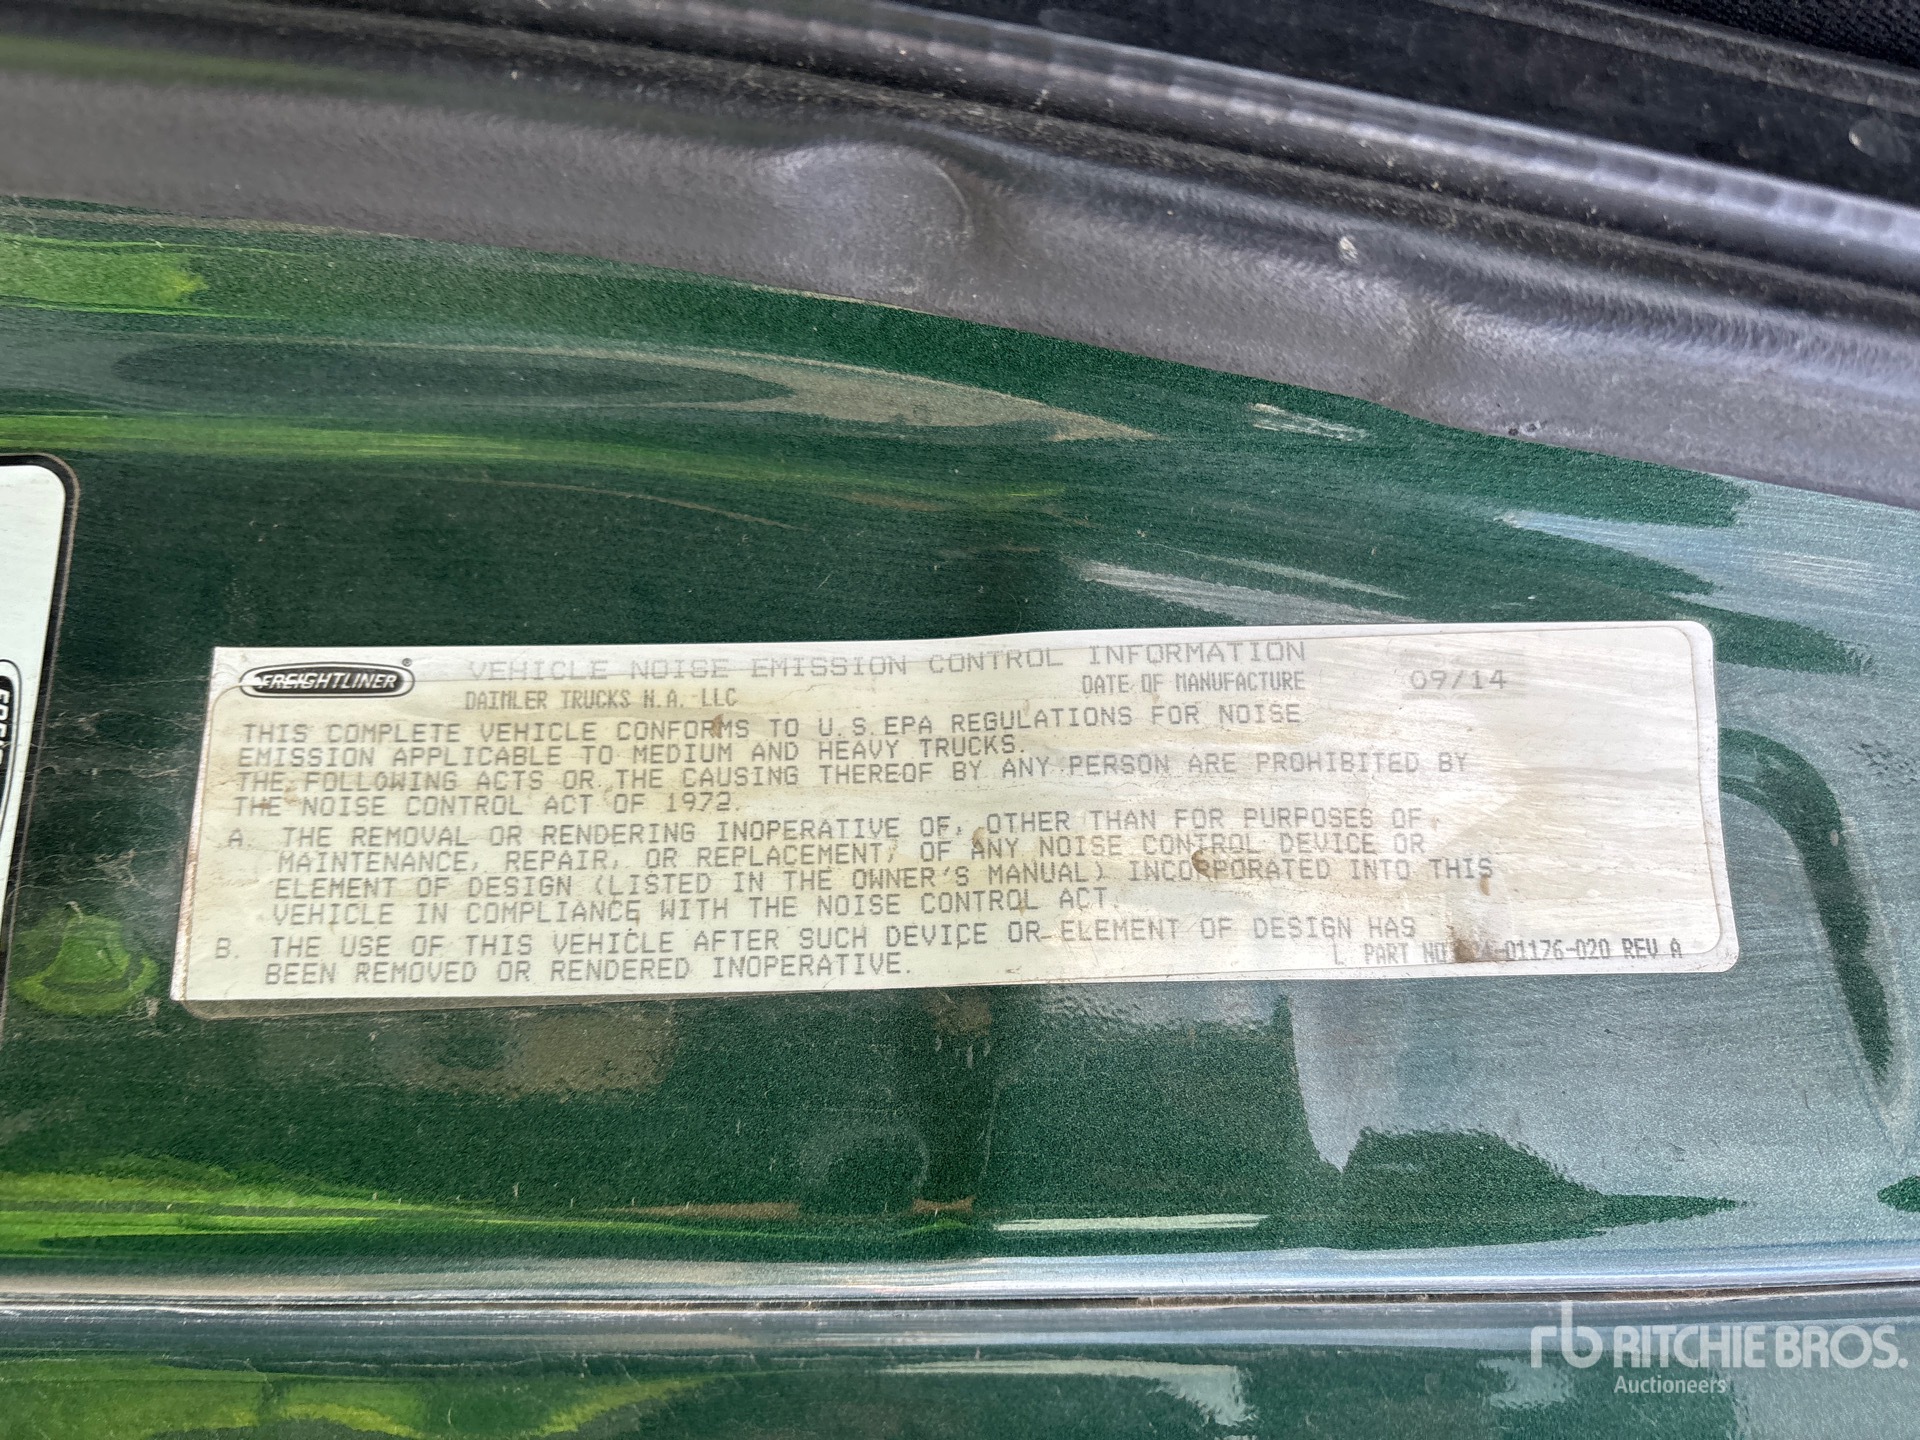 FREIGHTLINER®
VEHICLE NOISE EMISSION CONTROL INFORMATION
DAIMLER TRUCKS N.A. LLC
DATE OF MANUFACTURE 09/14
THIS COMPLETE VEHICLE CONFORMS TO U.S.EPA REGULATIONS FOR NOISE
EMISSION APPLICABLE TO MEDIUM AND HEAVY TRUCKS.
THE FOLLOWING ACTS OR THE CAUSING THEREOF BY ANY PERSON ARE PROHIBITED BY
THE NOISE CONTROL ACT OF 1972.
A. THE REMOVAL OR RENDERING INOPERATIVE OF, OTHER THAN FOR PURPOSES OF
MAINTENANCE, REPAIR, OR REPLACEMENT, OF ANY NOISE CONTROL DEVICE OR
ELEMENT OF DESIGN (LISTED IN THE OWNER'S MANUAL) INCORPORATED INTO THIS
VEHICLE IN COMPLIANCE WITH THE NOISE CONTROL ACT.
B. THE USE OF THIS VEHICLE AFTER SUCH DEVICE OR ELEMENT OF DESIGN HAS
BEEN REMOVED OR RENDERED INOPERATIVE.
PART NO 01176-020 REV A
rb RITCHIE BROS.
Auctioneers